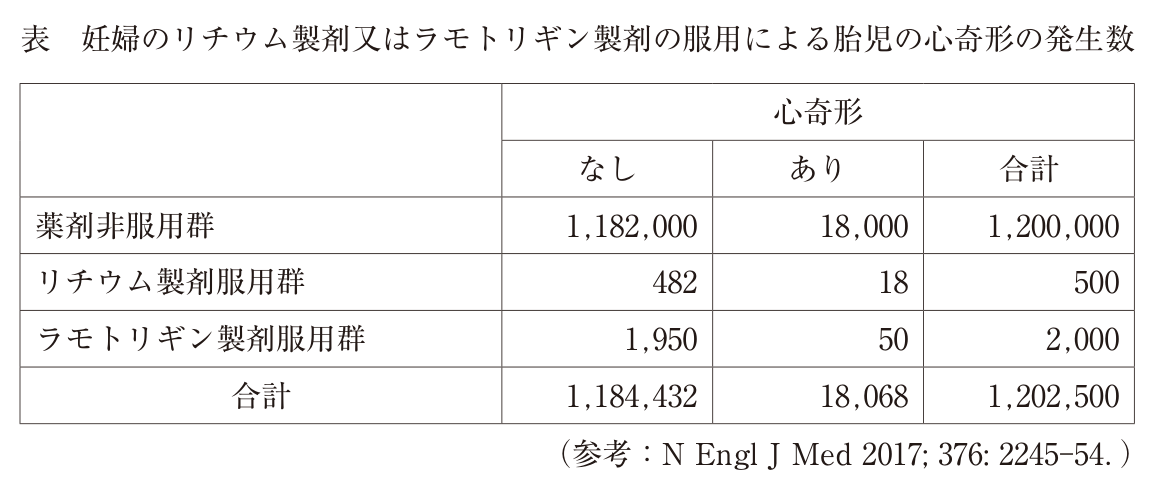 表 妊婦のリチウム製剤又はラモトリギン製剤の服用による胎児の心奇形の発生数
心奇形
なし あり 合計
薬剤非服用群 1,182,000 18,000 1,200,000
リチウム製剤服用群 482 18 500
ラモトリギン製剤服用群 1,950 50 2,000
合計 1,184,432 18,068 1,202,500
(参考：N Engl J Med 2017; 376: 2245-54.)